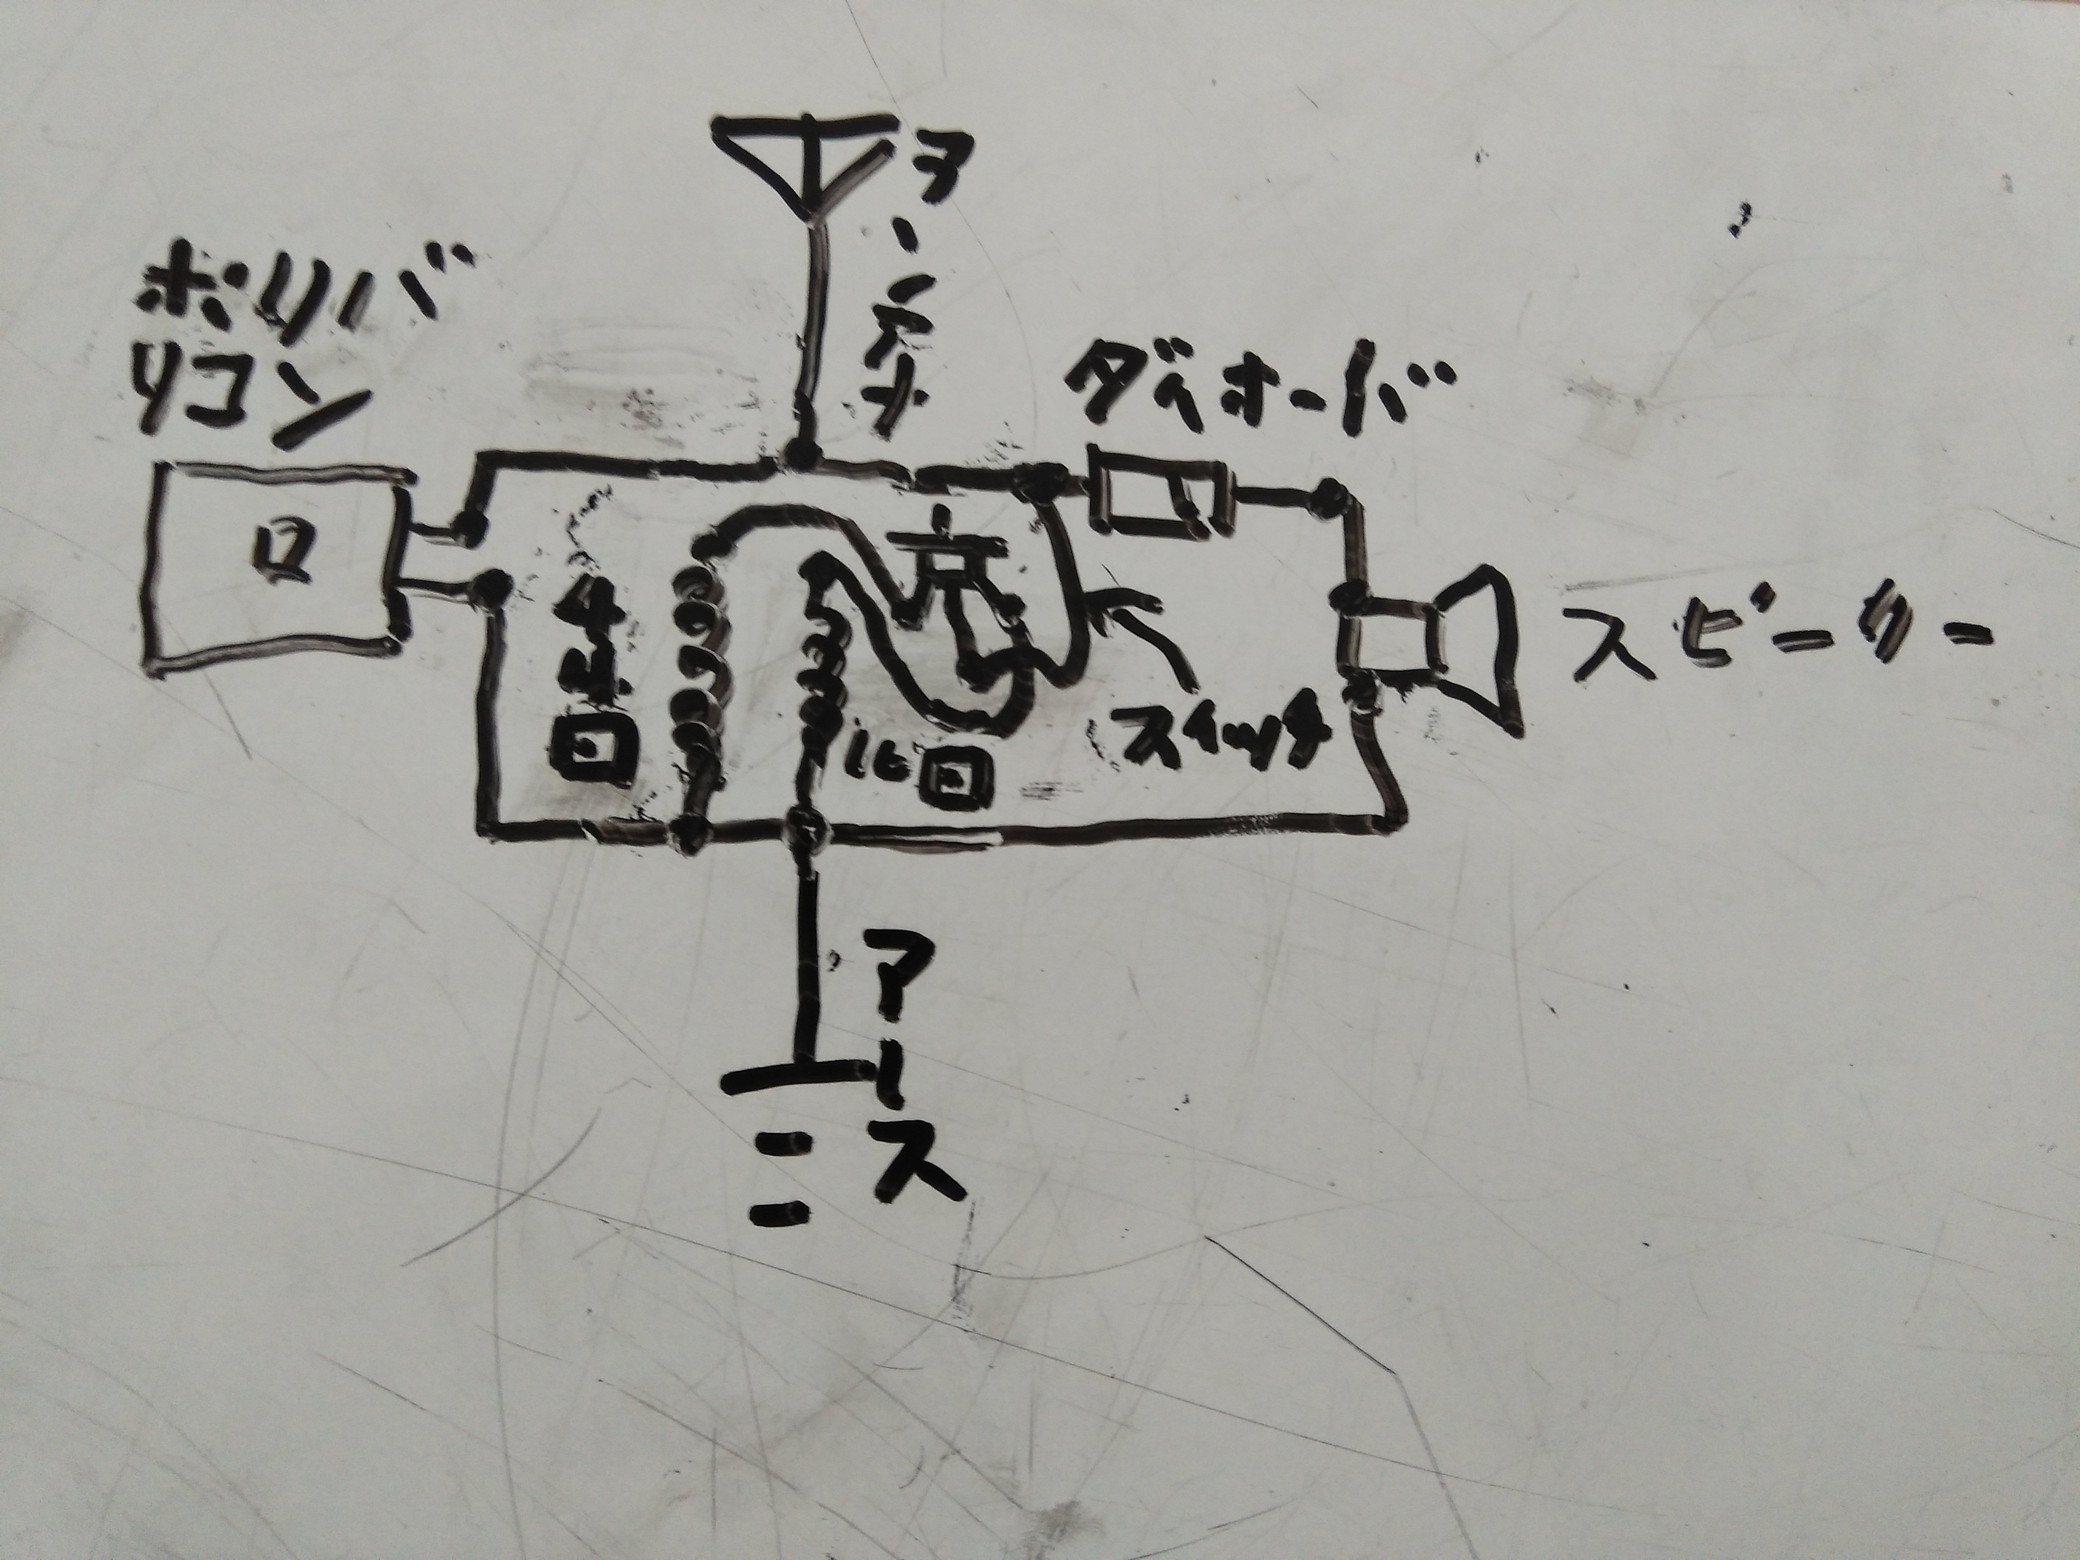 アンテナ
ポリバ
リコン
ダイオード
ロ
44回
16回
スイッチ
スピーカー
アース